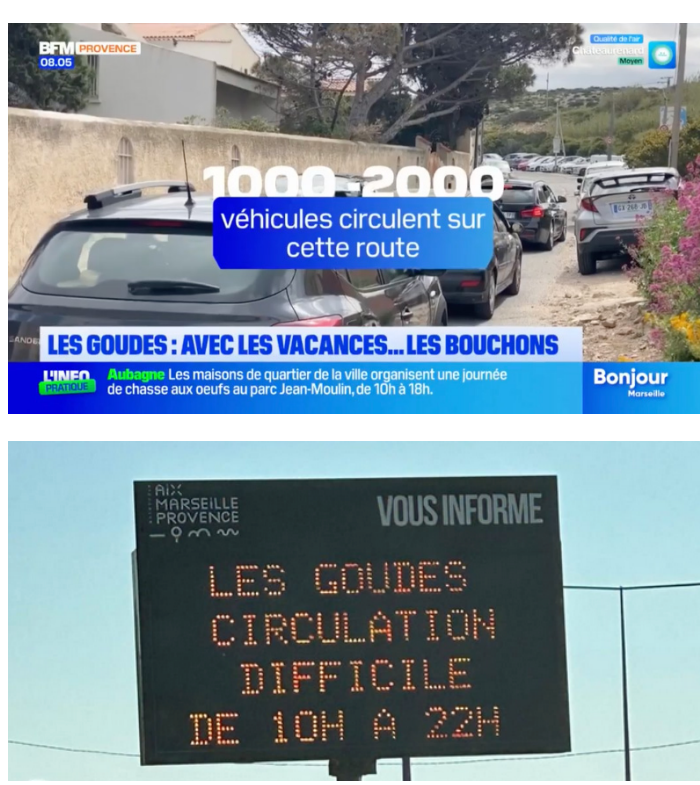 BFM PROVENCE
08.05
Qualité de l'air
Châteaurenard
Moyen
1000-2000
véhicules circulent sur
cette route
LES GOUDES : AVEC LES VACANCES...LES BOUCHONS
L'INFO
PRATIQUE
Aubagne Les maisons de quartier de la ville organisent une journée
de chasse aux oeufs au parc Jean-Moulin, de 10h à 18h.
Bonjour
Marseille
AIX
MARSEILLE
PROVENCE
VOUS INFORME
LES GOUDES
CIRCULATION
DIFFICILE
DE 10H A 22H